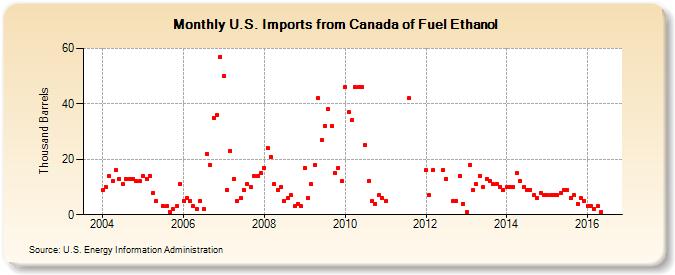 Monthly U.S. Imports from Canada of Fuel Ethanol
Thousand Barrels
60
40
20
0
2004 2006 2008 2010 2012 2014 2016
Source: U.S. Energy Information Administration